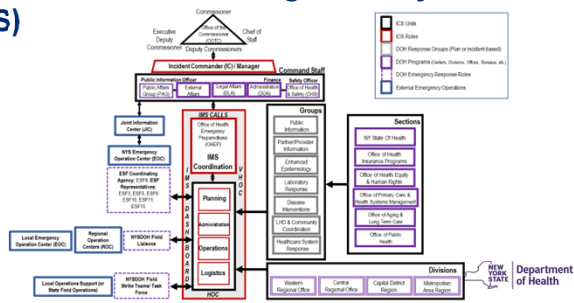 S)
Commissioner
Executive
Deputy
Commissioner
Office of the
Commissioner
Chief of
Staff
Deputy Commissioners
Incident Commander (IC) / Manager
Command Staff
Public Information Officer
Finance
Safety Officer
Public Affairs
Group (PAG)
External
Affairs
Legal Affairs
(DLA)
Administration
Office of Health
& Safety (OHS)
ICS Units
ICS Roles
DOH Response Groups (Plan or Incident-based)
DOH Programs (Centers, Divisions, Offices, Bureaus, etc.)
DOH Emergency Response Roles
External Emergency Operations
Joint Information
Center (JIC)
NYS Emergency
Operation Center (EOC)
ESF Coordinating
Agency: ESF8, ESF
Representatives:
ESF3, ESF5, ESF6
ESF10, ESF11,
ESF15
Local Emergency
Operation Center (EOC)
Regional
Operation
Centers (ROC)
NYSDOH Field
Liaisons
Local Operations Support (or
State Field Operations)
NYSDOH Field
Strike Teams/ Task
Force
IMS CALLS
Office of Health
Emergency
Preparedness
(OHEP)
IMS
Coordination
IMS DASHBOARD
VHOC
Planning
Administration
Operations
Logistics
HOC
Groups
Public
Information
Partner/Provider
Information
Enhanced
Epidemiology
Laboratory
Response
Disease
Interventions
LHD & Community
Coordination
Healthcare System
Response
Sections
NY State Of Health
Office of Health
Insurance Programs
Office of Health Equity
& Human Rights
Office of Primary Care &
Health Systems Management
Office of Aging &
Long Term Care
Office of
Public Health
Divisions
Western
Regional Office
Central
Regional Office
Capital District
Region
Metropolitan
Area Region
NEW
YORK
STATE
Department
of Health